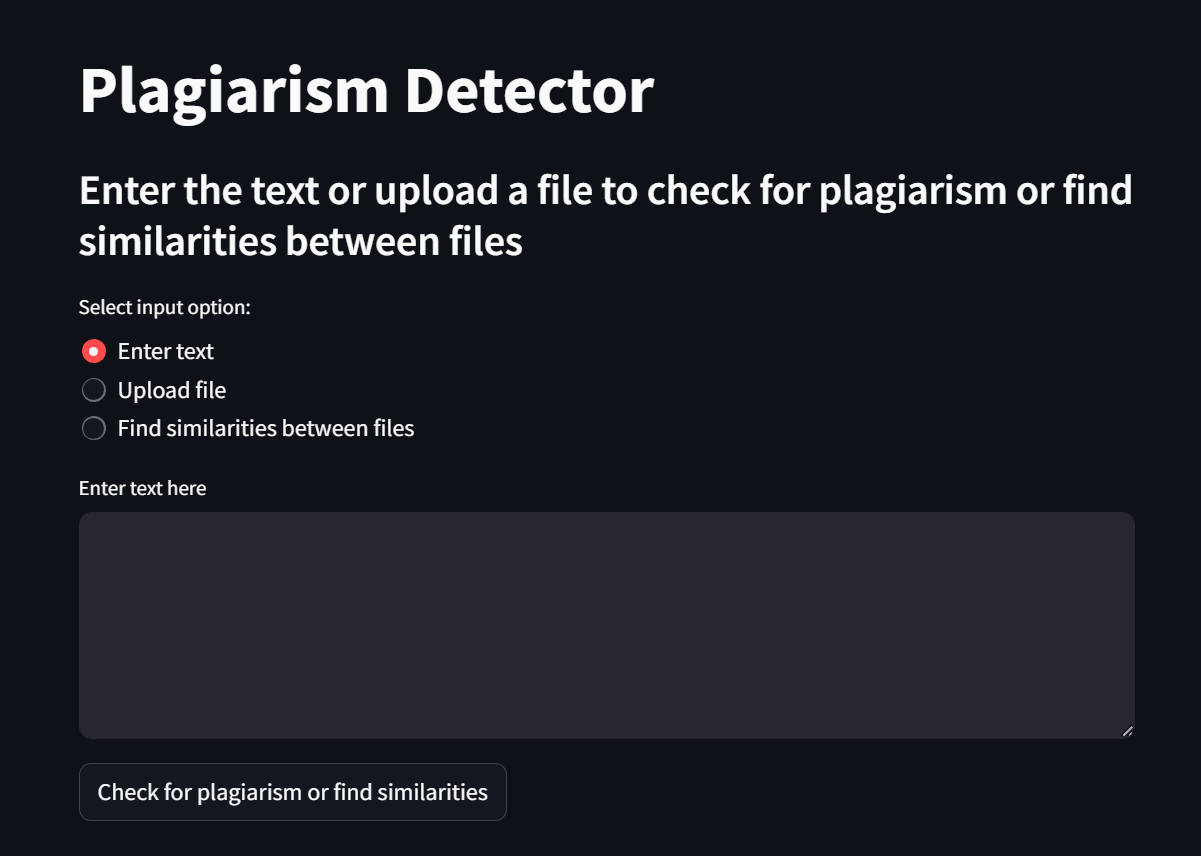 Plagiarism Detector
Enter the text or upload a file to check for plagiarism or find
similarities between files
Select input option:
Enter text
Upload file
Find similarities between files
Enter text here
Check for plagiarism or find similarities